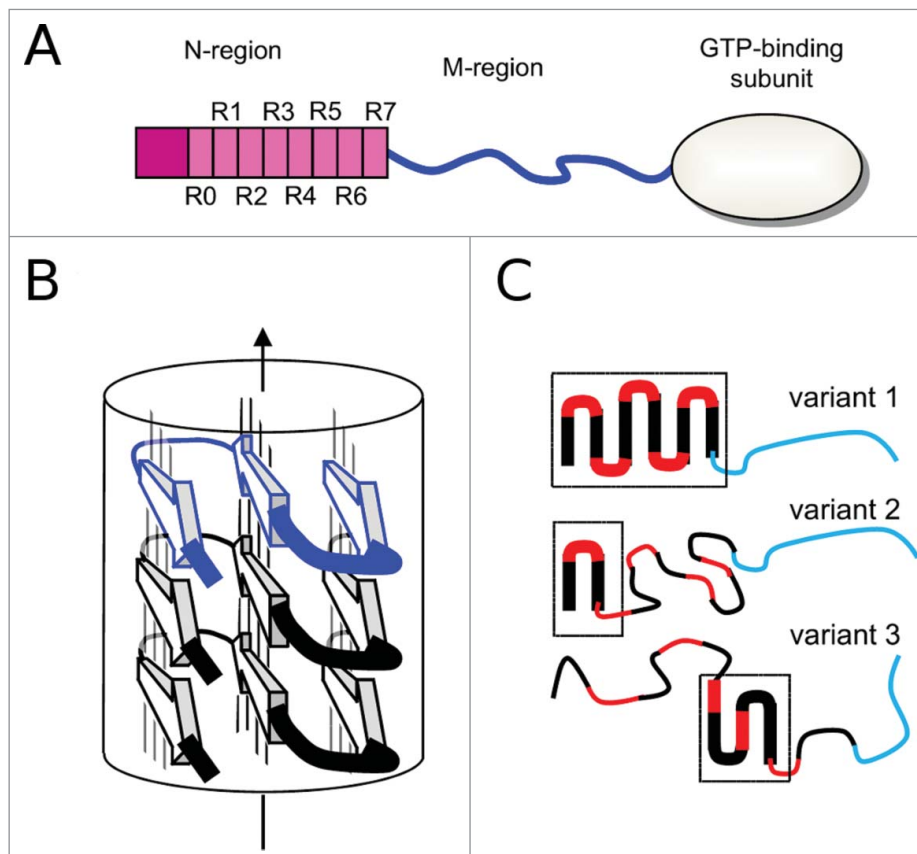 A
N-region
M-region
GTP-binding
subunit
R1 R3 R5 R7
R0 R2 R4 R6
B
C
variant 1
variant 2
variant 3